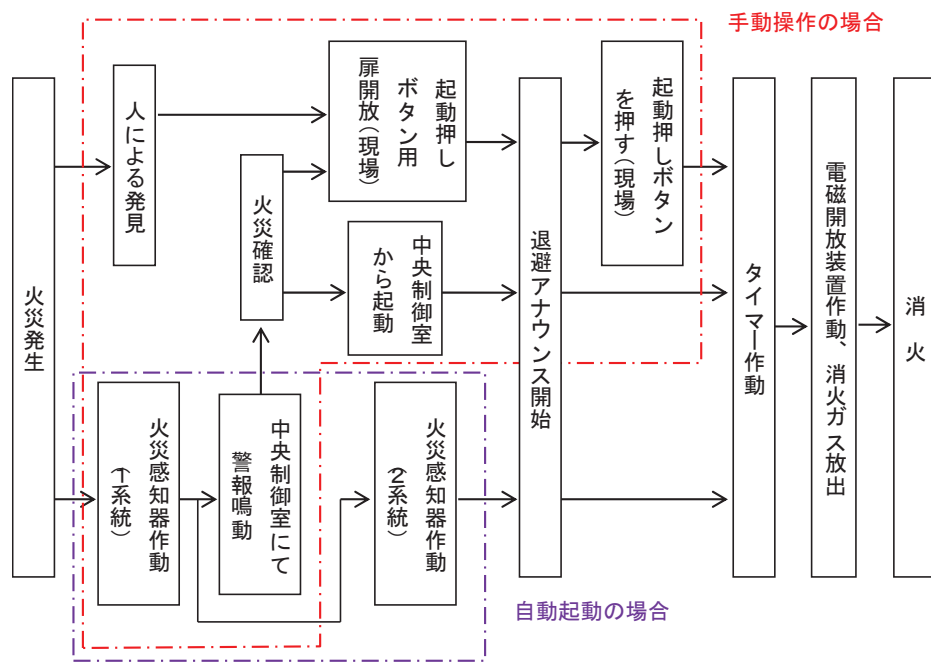 手動操作の場合
火災発生
人による発見
火災確認
起動押し
ボタン用
扉開放（現場）
中央制御室
から起動
退避アナウンス開始
起動押しボタン
を押す（現場）
タイマー作動
電磁開放装置作動、消火ガス放出
消火
火災感知器作動
（1系統）
中央制御室にて
警報鳴動
火災感知器作動
（2系統）
自動起動の場合